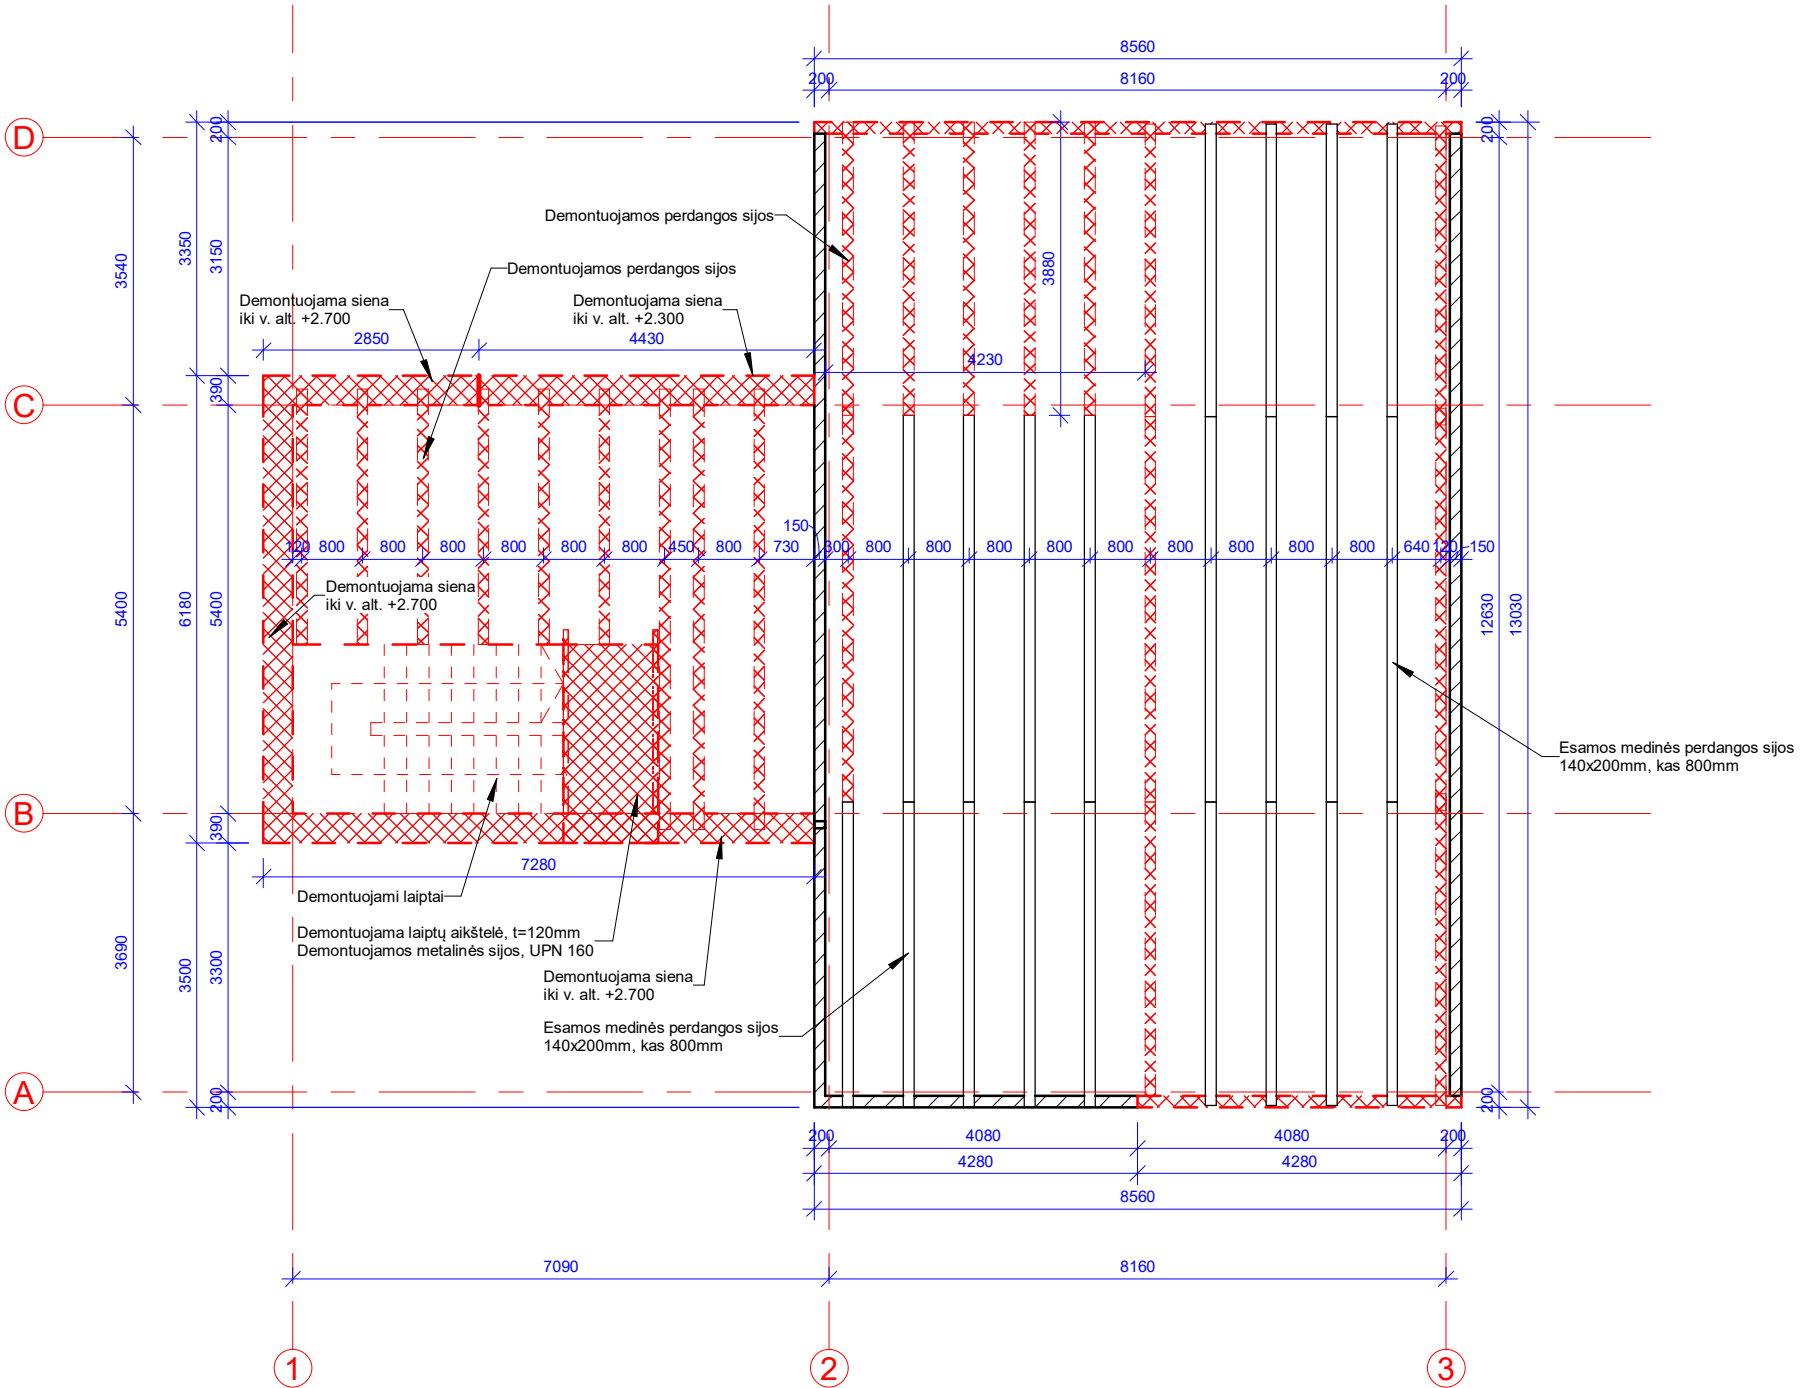 8560
200
8160
200
D
200
200
3540
3350
3150
Demontuojamos perdangos sijos
Demontuojamos perdangos sijos
3880
Demontuojama siena
iki v. alt. +2.700
Demontuojama siena
iki v. alt. +2.300
2850
4430
4230
C
390
150
120
800
800
800
800
800
800
450
800
730
300
800
800
800
800
800
800
800
800
800
640
120
150
Demontuojama siena
iki v. alt. +2.700
5400
6180
5400
12630
13030
Esamos medinės perdangos sijos
140x200mm, kas 800mm
B
390
7280
Demontuojami laiptai
Demontuojama laiptų aikštelė, t=120mm
Demontuojamos metalinės sijos, UPN 160
3690
3500
3300
Demontuojama siena
iki v. alt. +2.700
Esamos medinės perdangos sijos
140x200mm, kas 800mm
A
200
200
200
4080
4080
200
4280
4280
8560
7090
8160
1
2
3